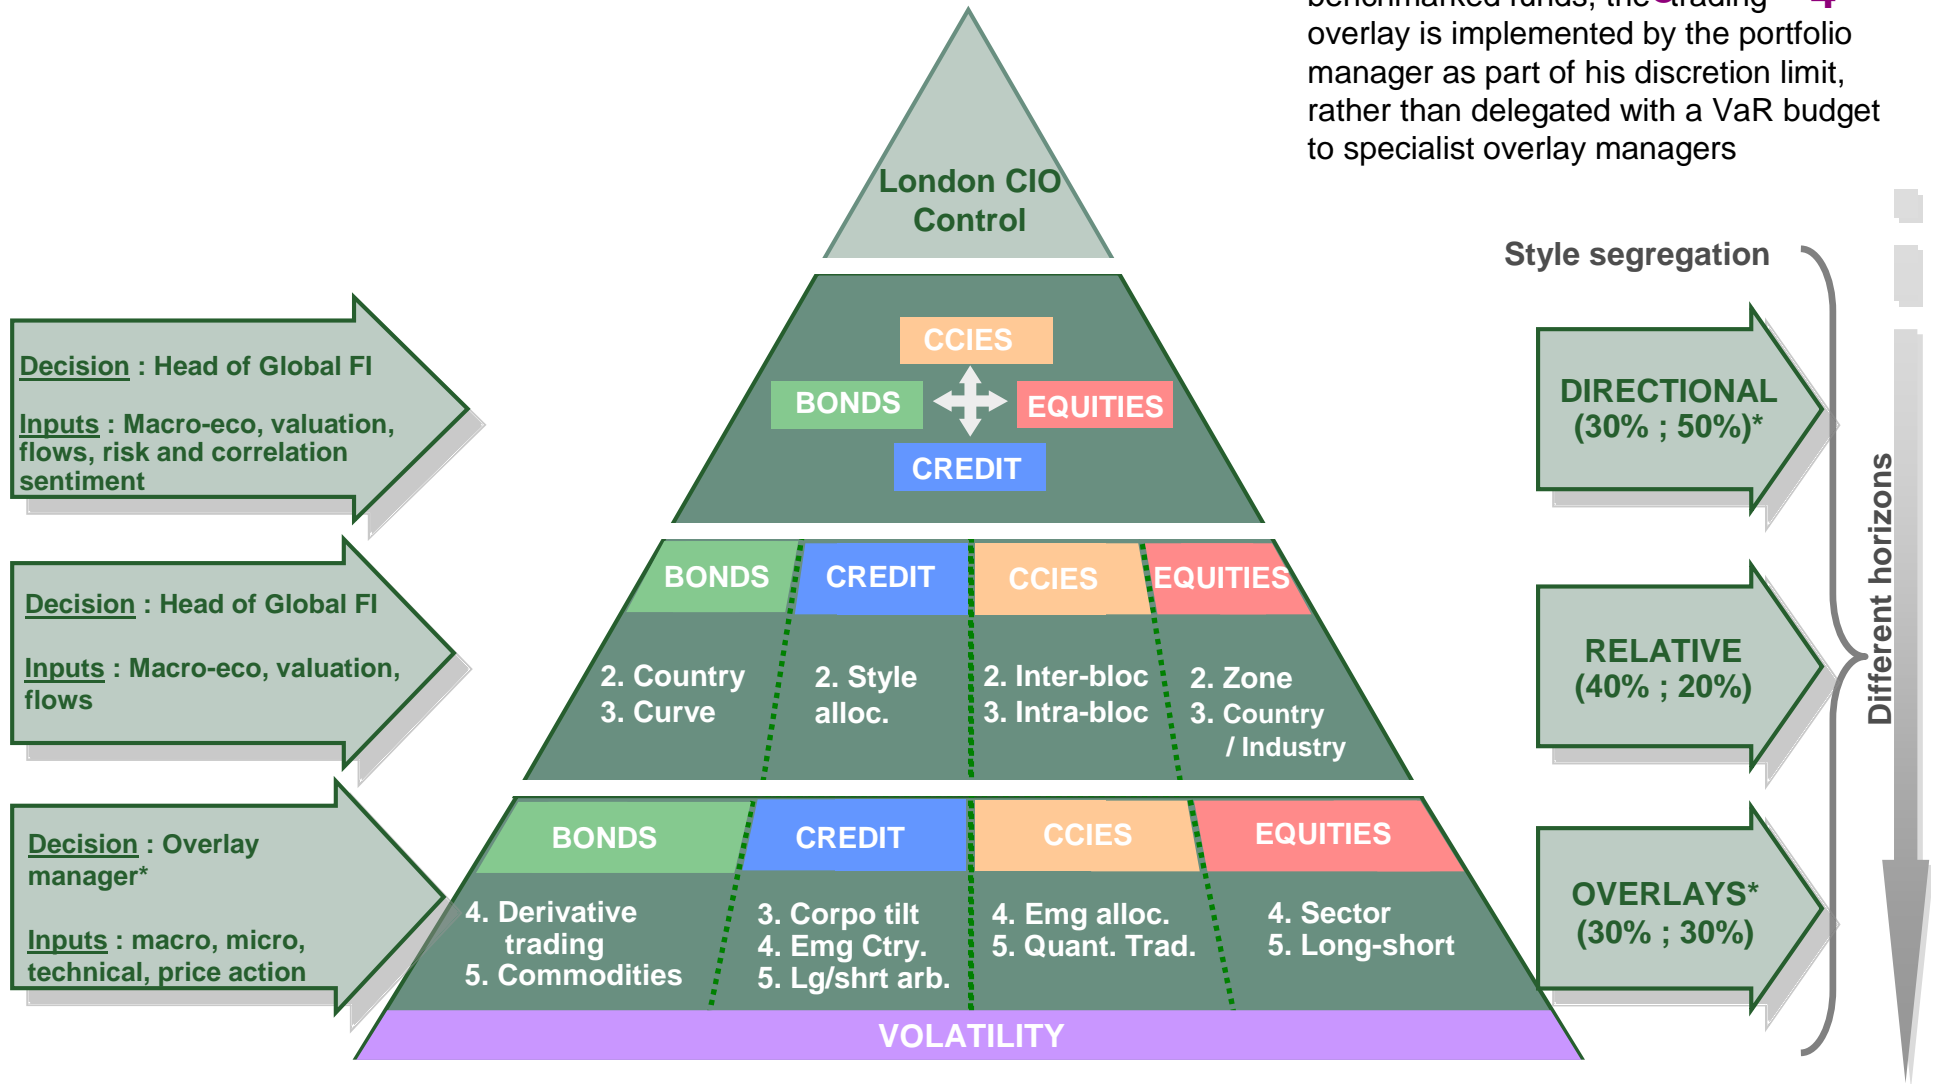 benchmarked funds, the trading
overlay is implemented by the portfolio
manager as part of his discretion limit,
rather than delegated with a VaR budget
to specialist overlay managers
London CIO
Control
Style segregation
Different horizons
Decision : Head of Global FI
Inputs : Macro-eco, valuation,
flows, risk and correlation
sentiment
CCIES
BONDS
EQUITIES
CREDIT
DIRECTIONAL
(30% ; 50%)*
Decision : Head of Global FI
Inputs : Macro-eco, valuation,
flows
BONDS
CREDIT
CCIES
EQUITIES
2. Country
3. Curve
2. Style
alloc.
2. Inter-bloc
3. Intra-bloc
2. Zone
3. Country
/ Industry
RELATIVE
(40% ; 20%)
Decision : Overlay
manager*
Inputs : macro, micro,
technical, price action
BONDS
CREDIT
CCIES
EQUITIES
4. Derivative
trading
5. Commodities
3. Corpo tilt
4. Emg Ctry.
5. Lg/shrt arb.
4. Emg alloc.
5. Quant. Trad.
4. Sector
5. Long-short
OVERLAYS*
(30% ; 30%)
VOLATILITY